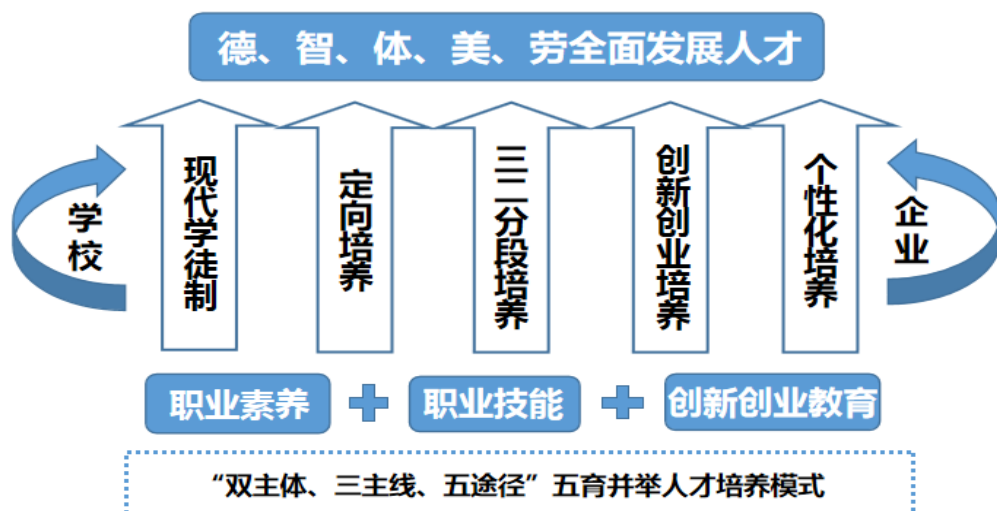 德、智、体、美、劳全面发展人才
学校
现代学徒制
定向培养
三二分段培养
创新创业培养
个性化培养
企业
职业素养
职业技能
创新创业教育
“双主体、三主线、五途径”五育并举人才培养模式